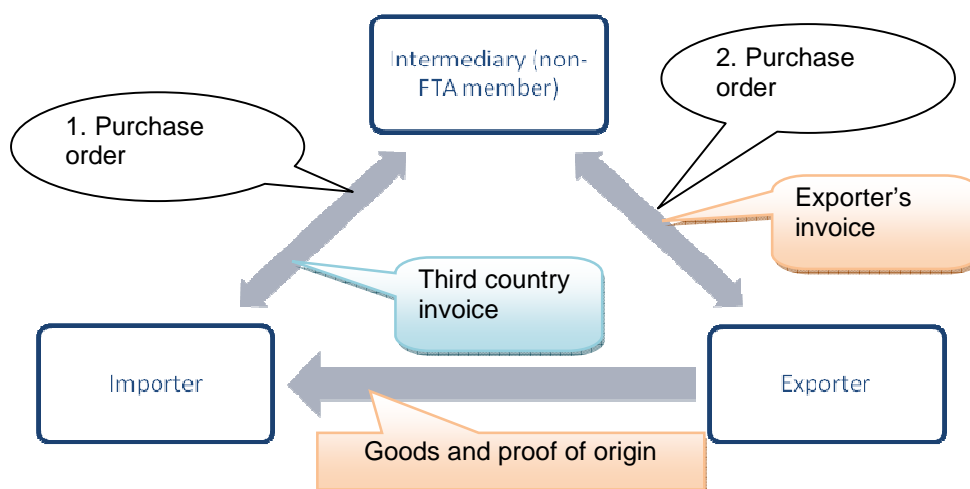 Intermediary (non-
FTA member)
2. Purchase
order
1. Purchase
order
Exporter’s
invoice
Third country
invoice
Importer
Exporter
Goods and proof of origin